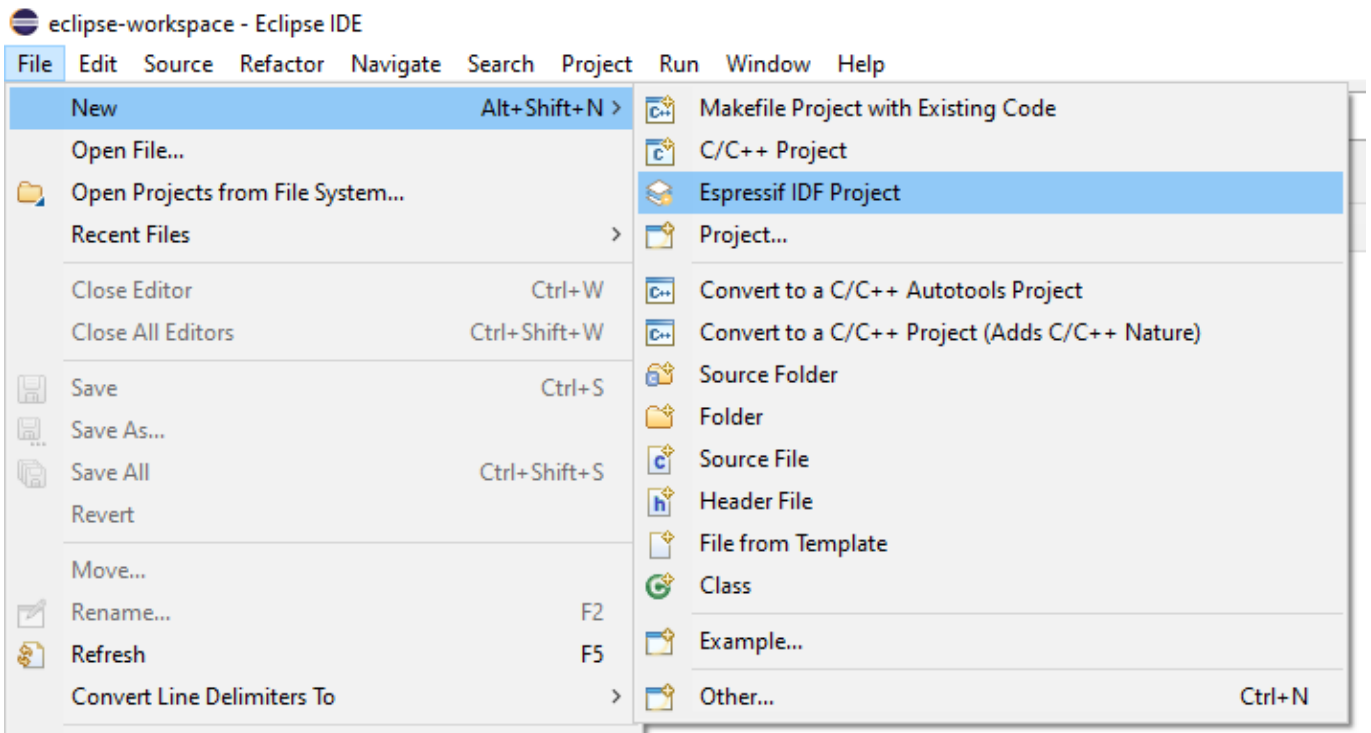 eclipse-workspace - Eclipse IDE
File Edit Source Refactor Navigate Search Project Run Window Help
New Alt+Shift+N >
Open File...
Open Projects from File System...
Recent Files >
Close Editor Ctrl+W
Close All Editors Ctrl+Shift+W
Save Ctrl+S
Save As...
Save All Ctrl+Shift+S
Revert
Move...
Rename... F2
Refresh F5
Convert Line Delimiters To >
C++ Makefile Project with Existing Code
c C/C++ Project
Espressif IDF Project
Project...
C++ Convert to a C/C++ Autotools Project
C++ Convert to a C/C++ Project (Adds C/C++ Nature)
c Source Folder
Folder
c Source File
h Header File
File from Template
C Class
Example...
Other... Ctrl+N